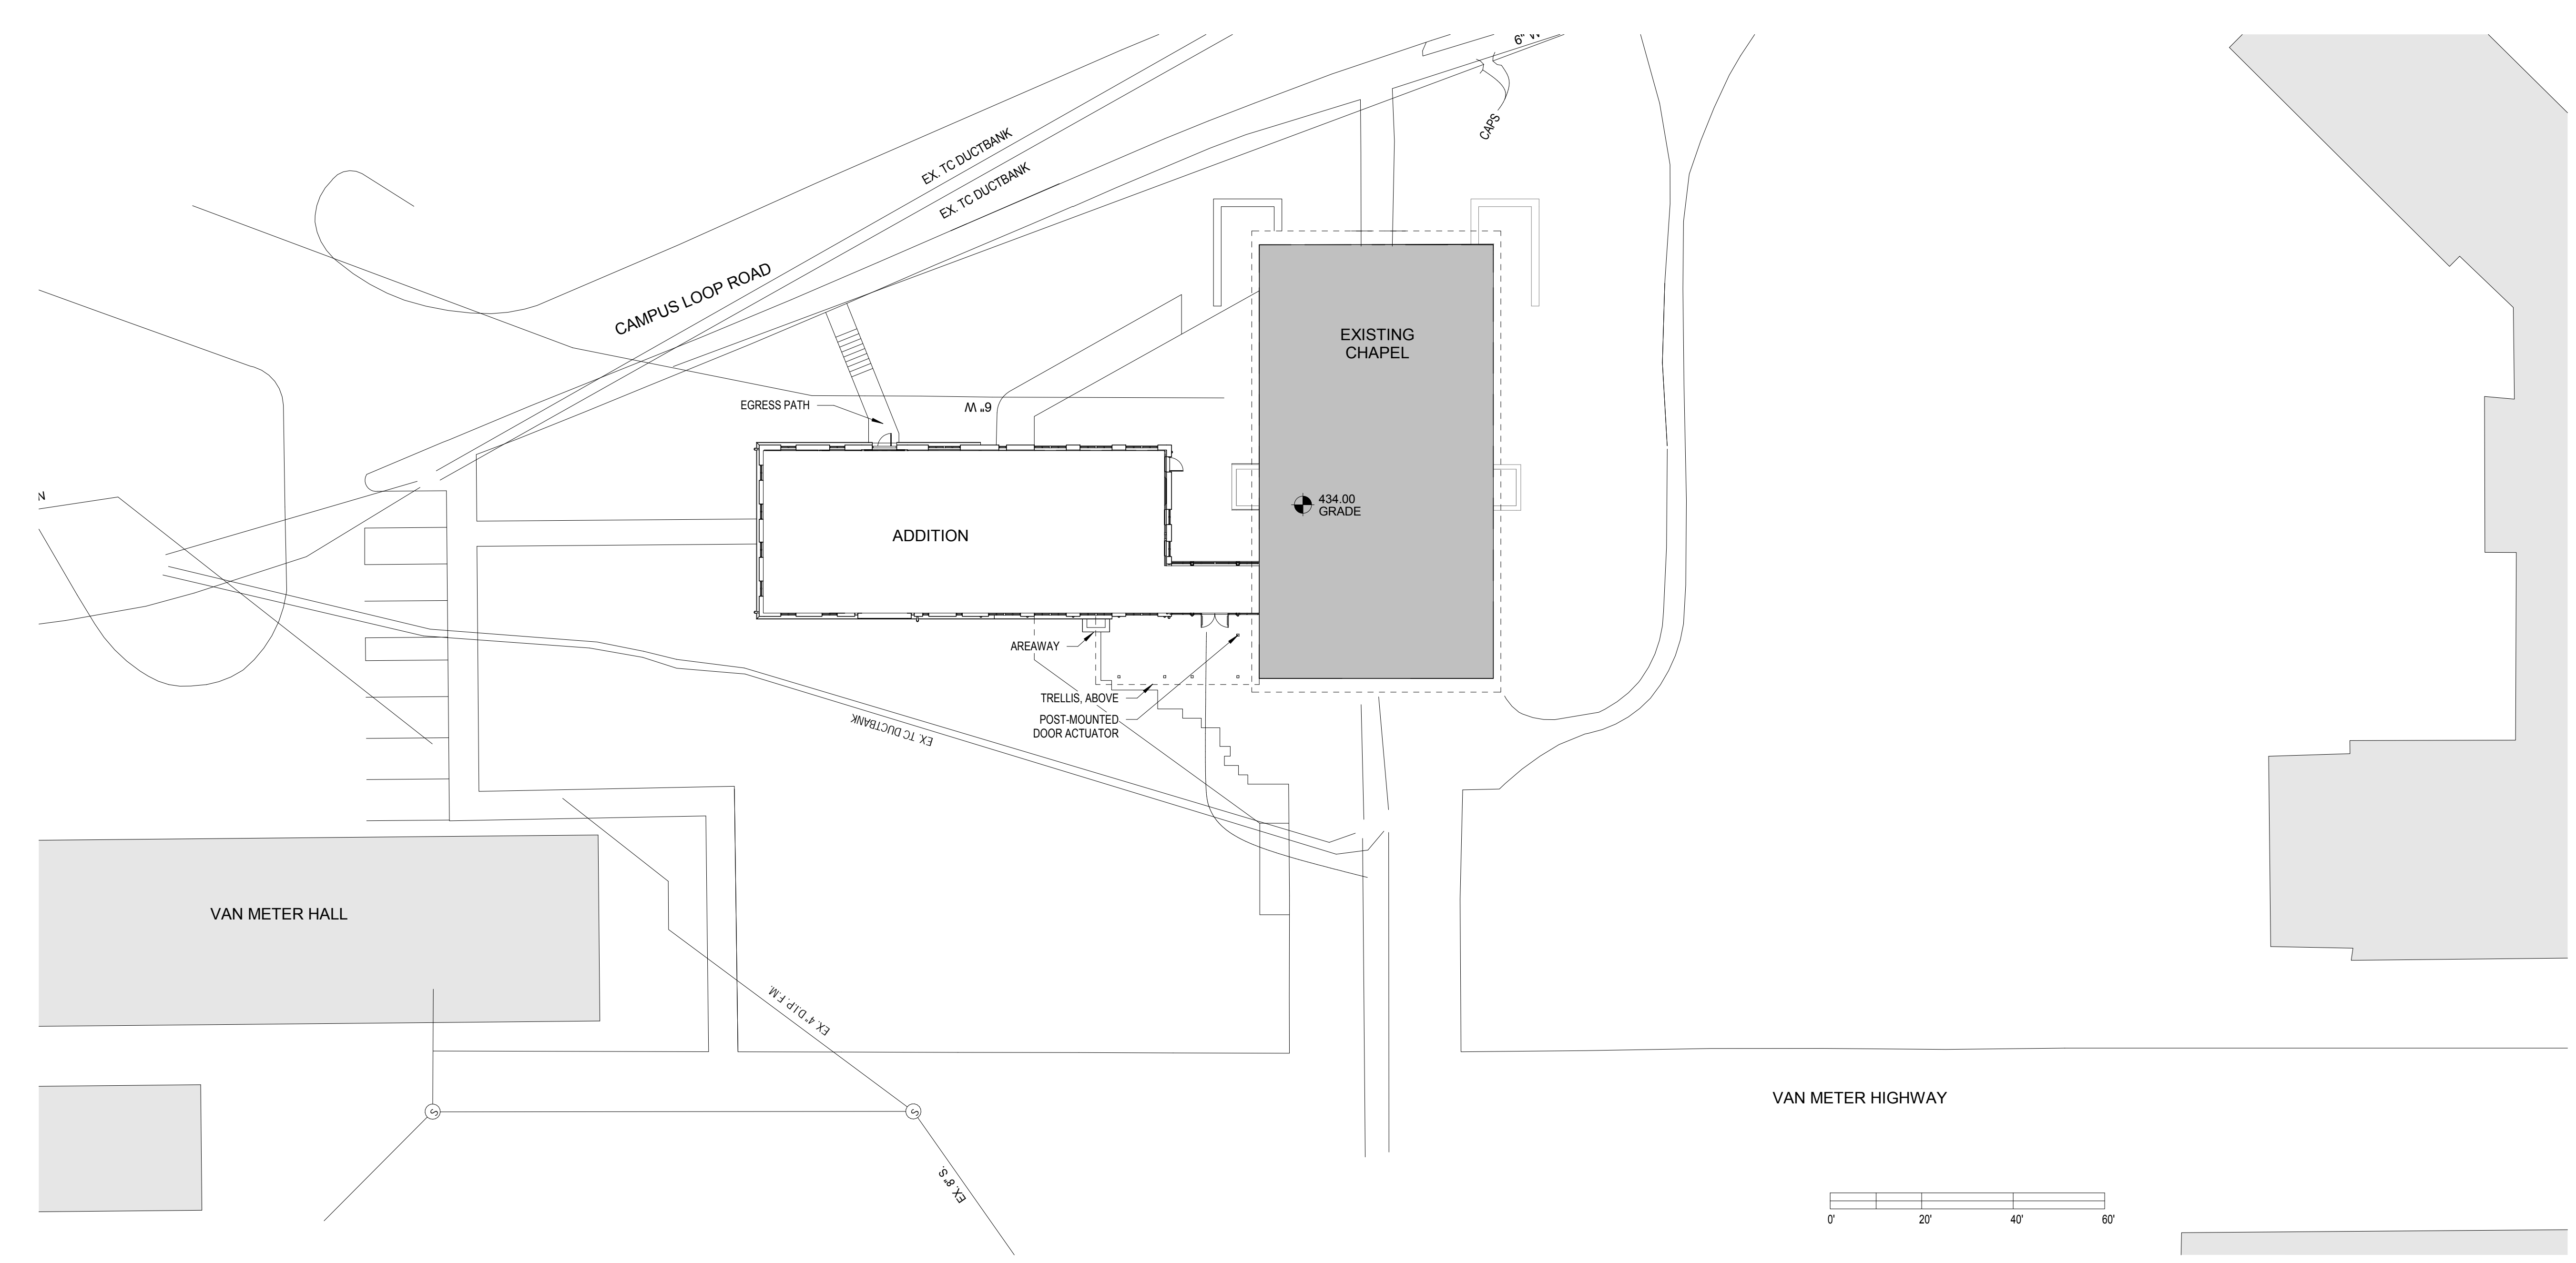 6" W
CAPS
EX. TC DUCTBANK
EX. TC DUCTBANK
CAMPUS LOOP ROAD
EXISTING
CHAPEL
EGRESS PATH
6" W
N
434.00
GRADE
ADDITION
AREAWAY
TRELLIS, ABOVE
POST-MOUNTED
DOOR ACTUATOR
EX. TC DUCTBANK
VAN METER HALL
EX. 4" D.I.P. F.M.
S
S
VAN METER HIGHWAY
EX. 8" S.
0' 20' 40' 60'